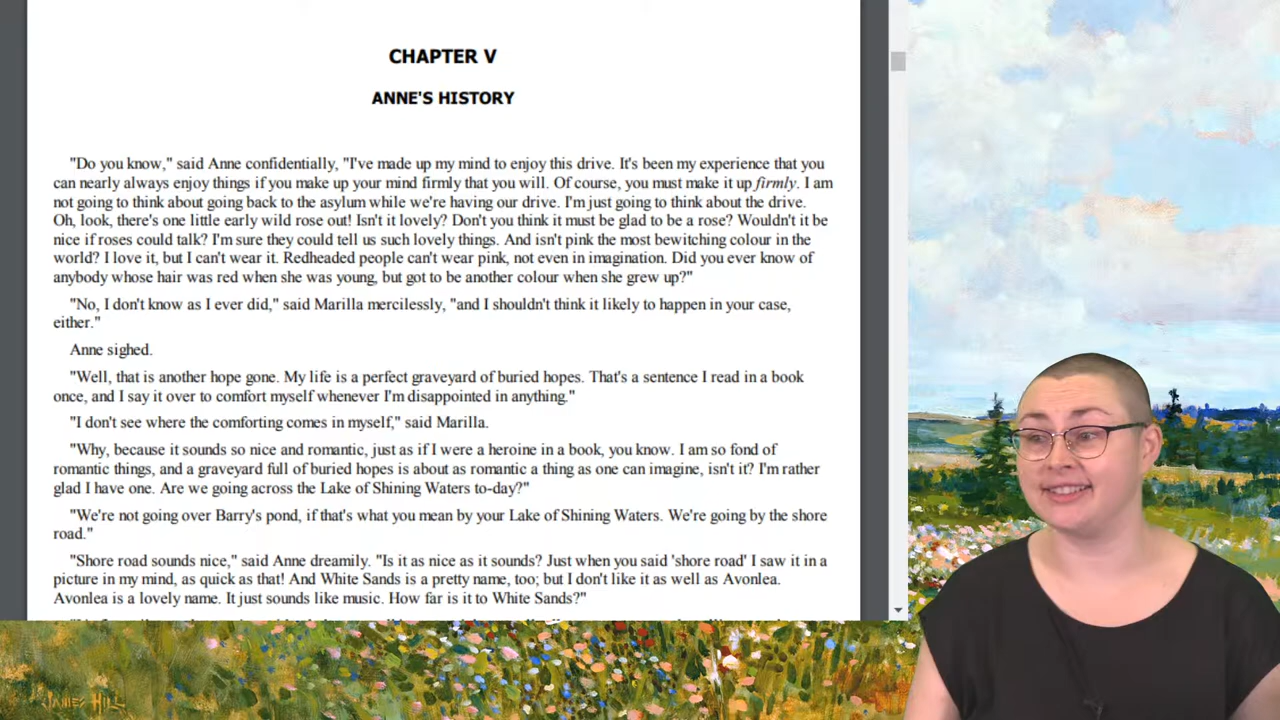 CHAPTER V
ANNE'S HISTORY
"Do you know," said Anne confidentially, "I've made up my mind to enjoy this drive. It's been my experience that you
can nearly always enjoy things if you make up your mind firmly that you will. Of course, you must make it up firmly. I am
not going to think about going back to the asylum while we're having our drive. I'm just going to think about the drive.
Oh, look, there's one little early wild rose out! Isn't it lovely? Don't you think it must be glad to be a rose? Wouldn't it be
nice if roses could talk? I'm sure they could tell us such lovely things. And isn't pink the most bewitching colour in the
world? I love it, but I can't wear it. Redheaded people can't wear pink, not even in imagination. Did you ever know of
anybody whose hair was red when she was young, but got to be another colour when she grew up?"
"No, I don't know as I ever did," said Marilla mercilessly, "and I shouldn't think it likely to happen in your case,
either."
Anne sighed.
"Well, that is another hope gone. My life is a perfect graveyard of buried hopes. That's a sentence I read in a book
once, and I say it over to comfort myself whenever I'm disappointed in anything."
"I don't see where the comforting comes in myself," said Marilla.
"Why, because it sounds so nice and romantic, just as if I were a heroine in a book, you know. I am so fond of
romantic things, and a graveyard full of buried hopes is about as romantic a thing as one can imagine, isn't it? I'm rather
glad I have one. Are we going across the Lake of Shining Waters to-day?"
"We're not going over Barry's pond, if that's what you mean by your Lake of Shining Waters. We're going by the shore
road."
"Shore road sounds nice," said Anne dreamily. "Is it as nice as it sounds? Just when you said 'shore road' I saw it in a
picture in my mind, as quick as that! And White Sands is a pretty name, too; but I don't like it as well as Avonlea.
Avonlea is a lovely name. It just sounds like music. How far is it to White Sands?"
JAMES HILL